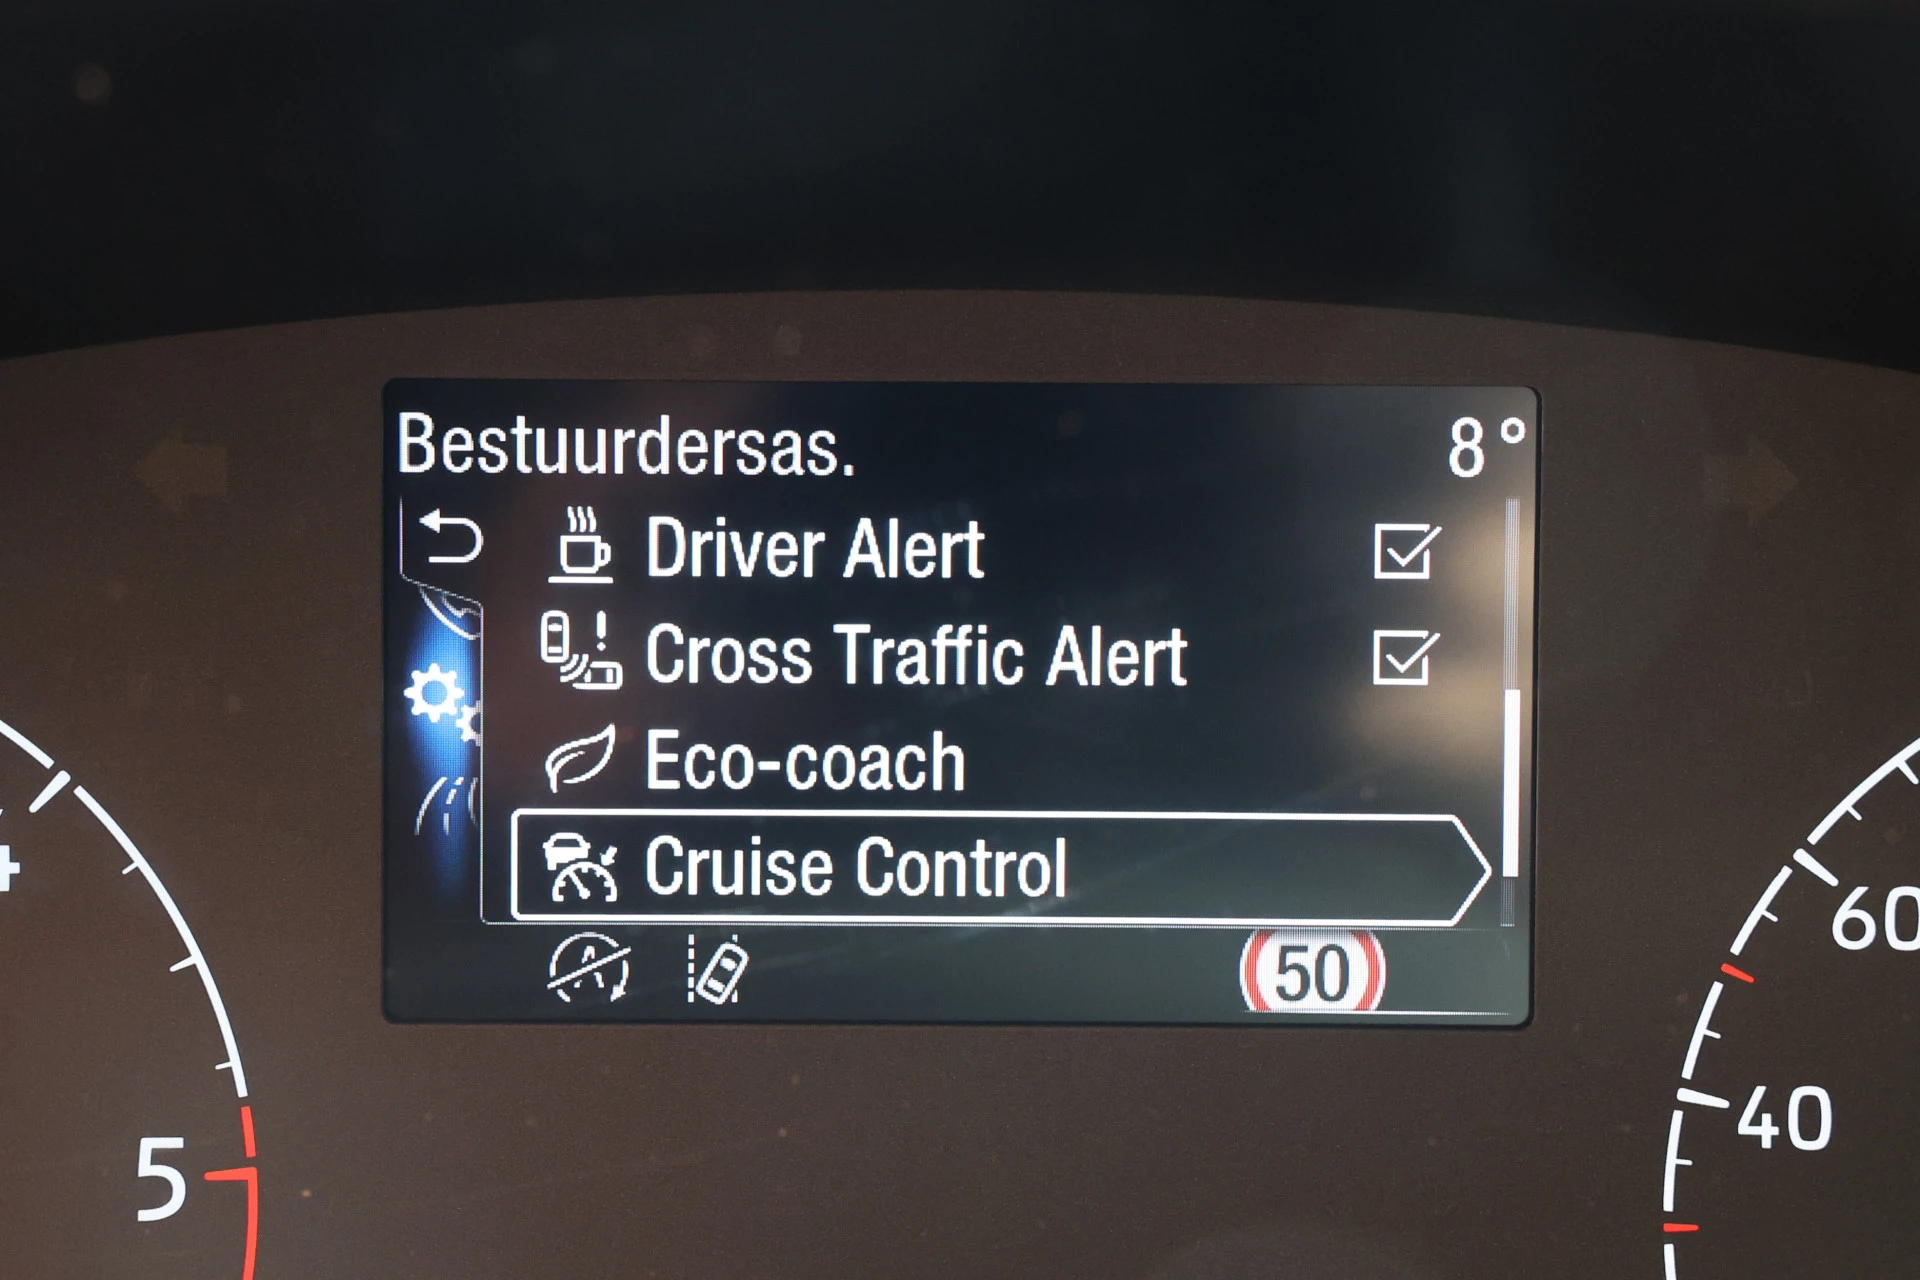 Bestuurdersas. 8°
Driver Alert
Cross Traffic Alert
Eco-coach
Cruise Control
A
50
60
40
5